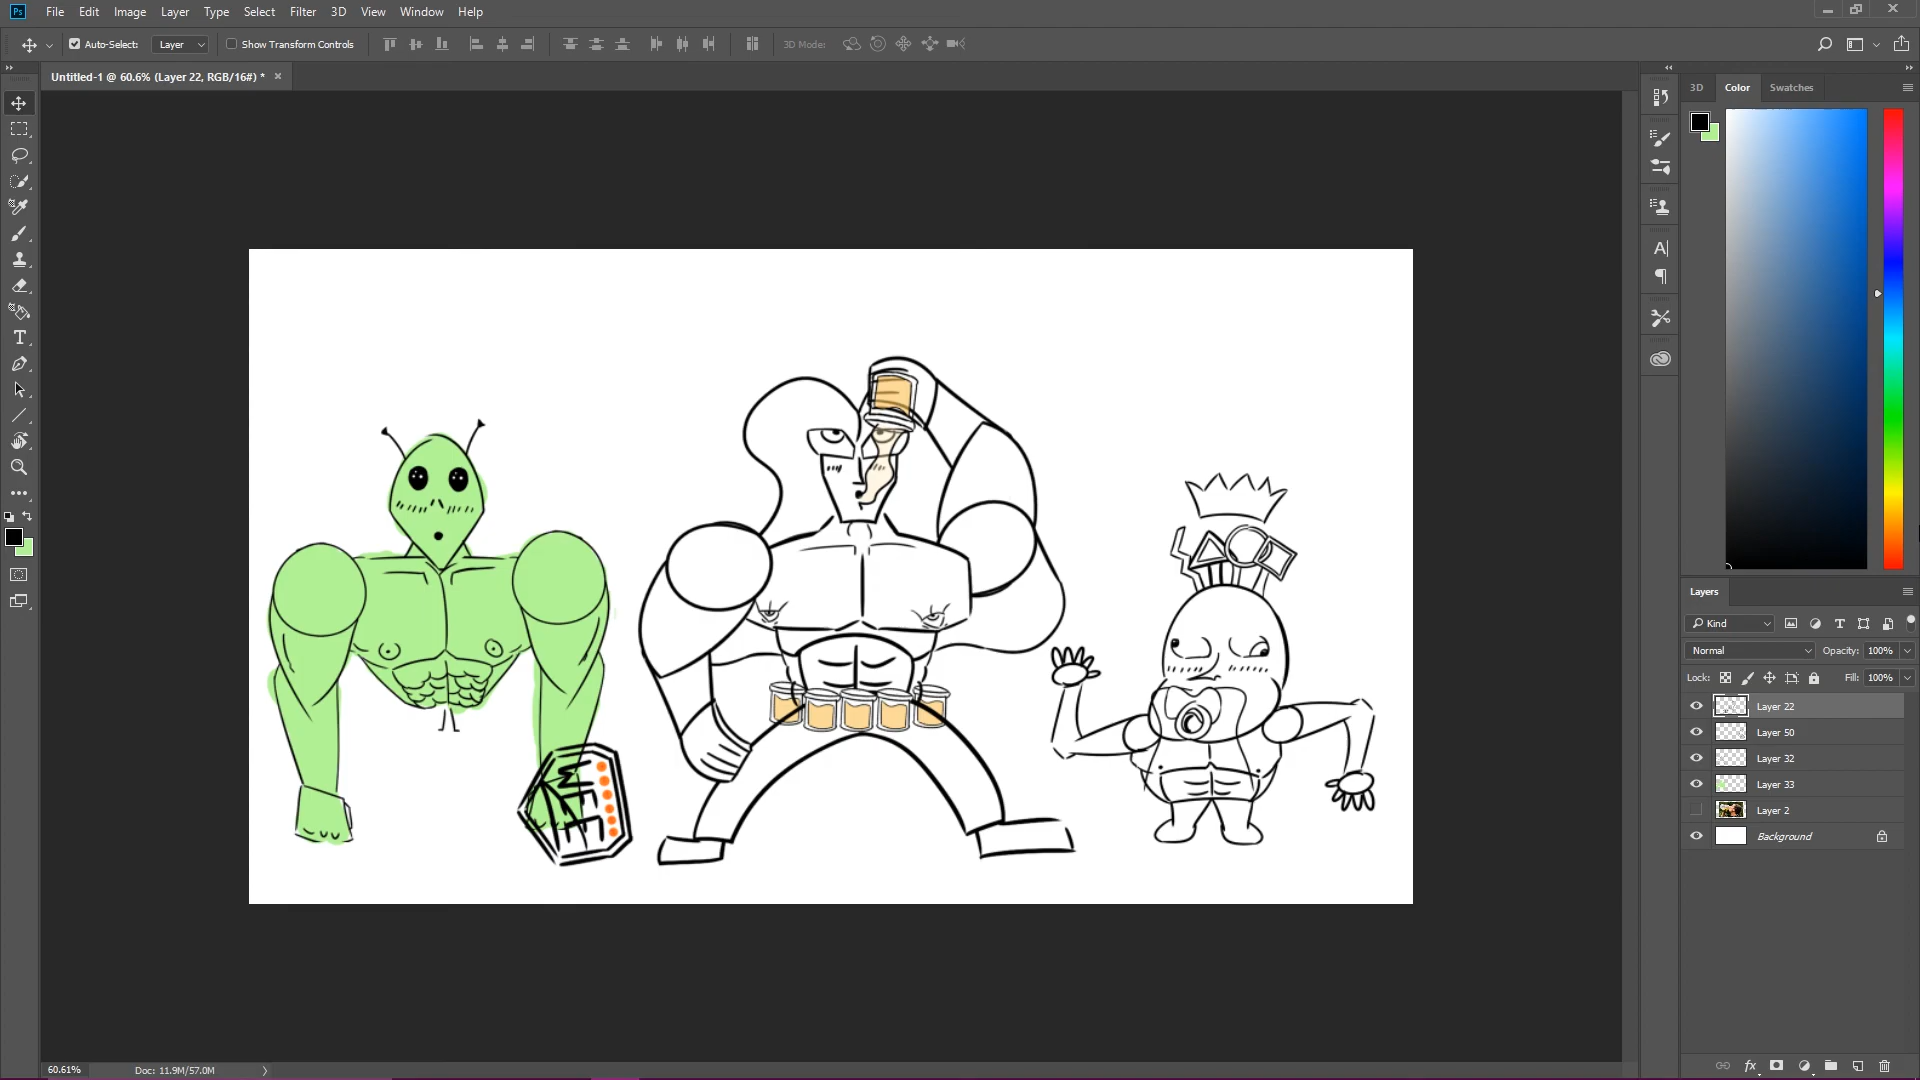 Ps File Edit Image Layer Type Select Filter 3D View Window Help
Auto-Select: Layer Show Transform Controls 3D Mode:
Untitled-1 @ 60.6% (Layer 22, RGB/16#) * ×
3D Color Swatches
Layers
Kind
Normal Opacity: 100%
Lock: Fill: 100%
Layer 22
Layer 50
Layer 32
Layer 33
Layer 2
Background
60.61% Doc: 11.9M/57.0M
fx